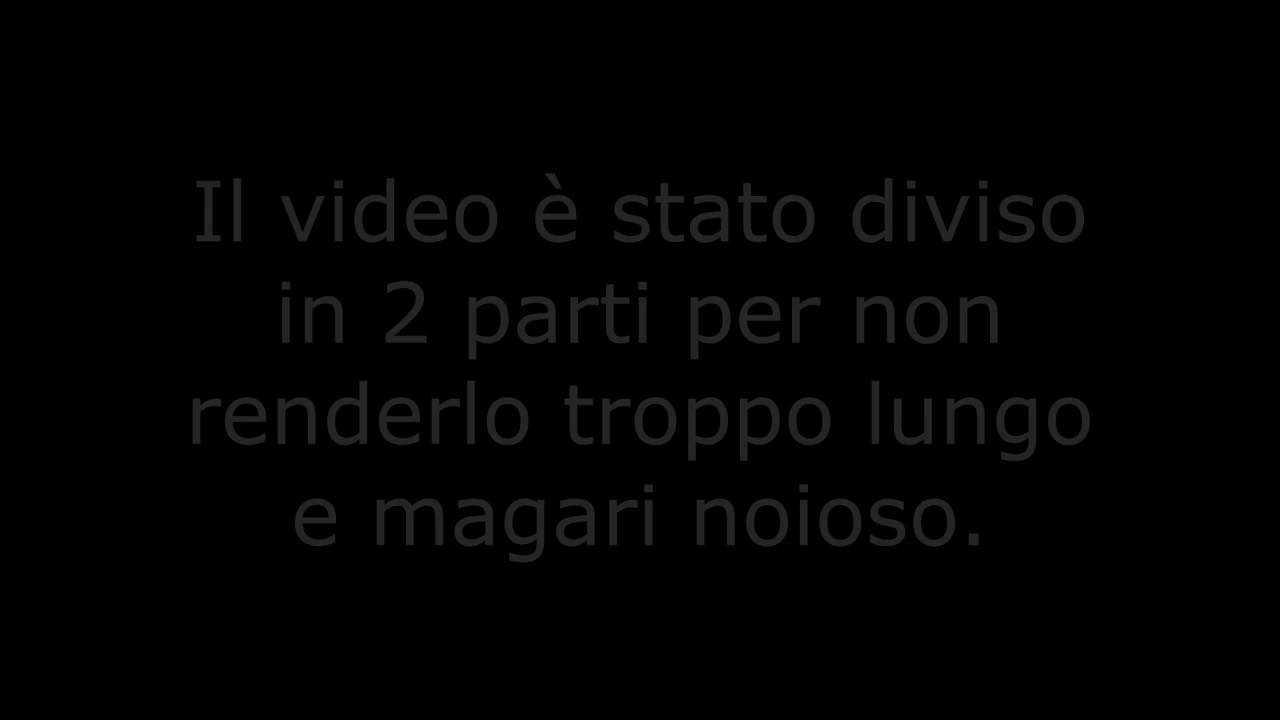 Il video è stato diviso
in 2 parti per non
renderlo troppo lungo
e magari noioso.